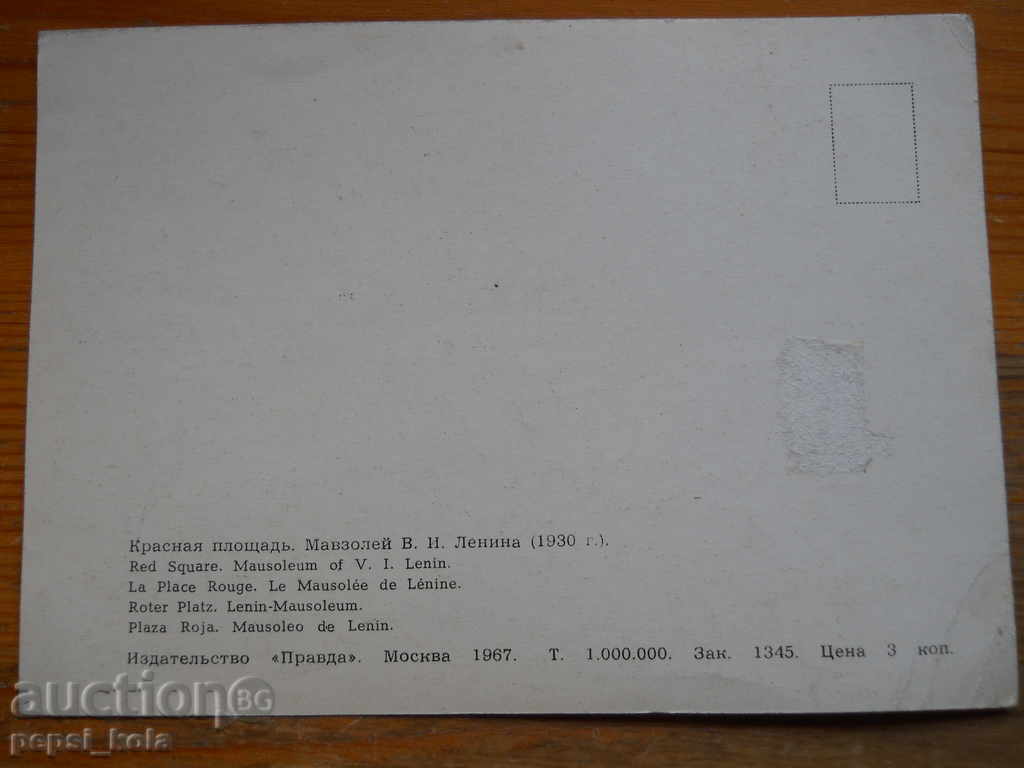 Красная площадь. Мавзолей В. И. Ленина (1930 г.).
Red Square. Mausoleum of V. I. Lenin.
La Place Rouge. Le Mausolée de Lénine.
Roter Platz. Lenin-Mausoleum.
Plaza Roja. Mausoleo de Lenin.
Издательство «Правда». Москва 1967. Т. 1.000.000. Зак. 1345. Цена 3 коп.
auction BG
pepsi_kola